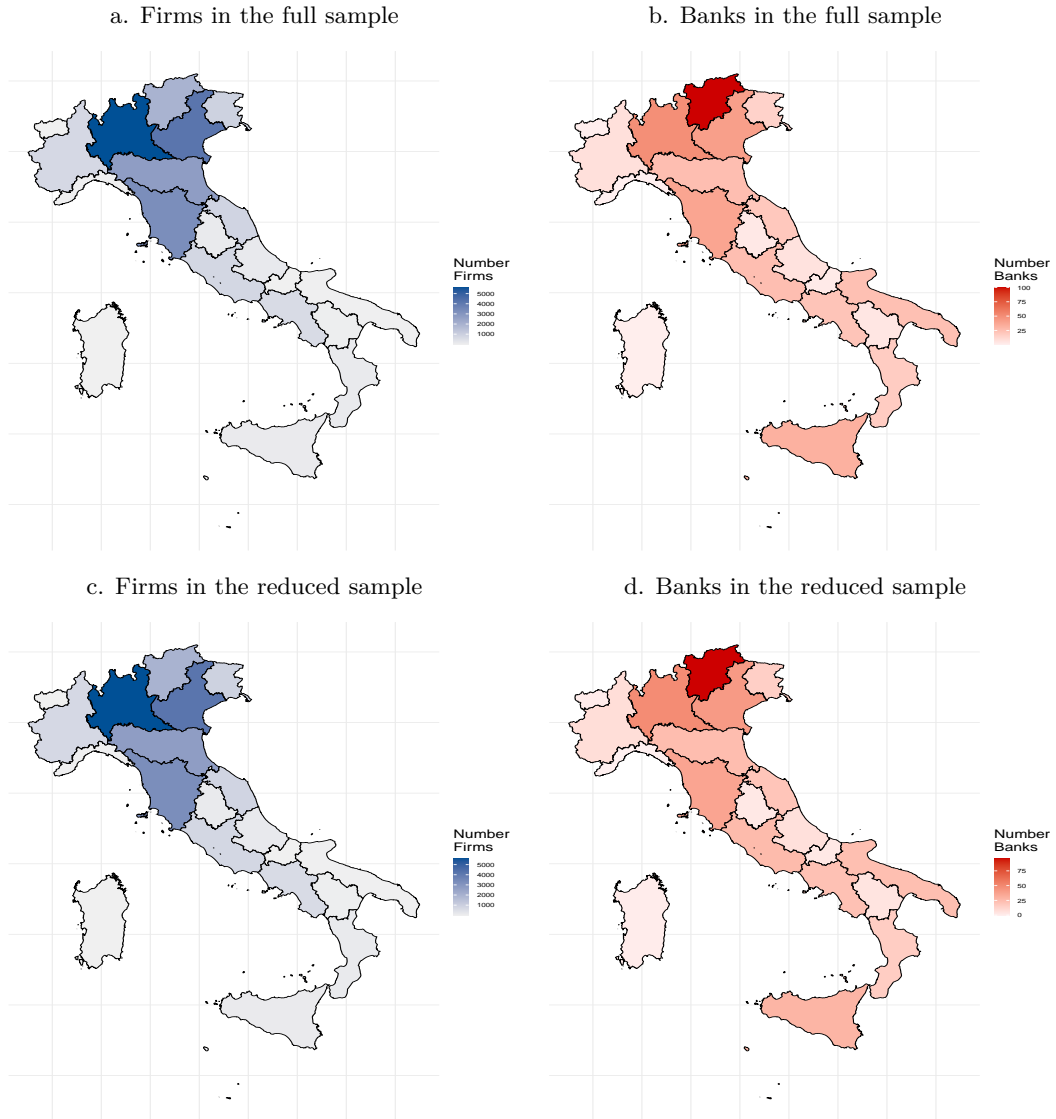 a. Firms in the full sample
b. Banks in the full sample
Number
Firms
5000
4000
3000
2000
1000
Number
Banks
100
75
50
25
c. Firms in the reduced sample
d. Banks in the reduced sample
Number
Firms
5000
4000
3000
2000
1000
Number
Banks
75
50
25
0